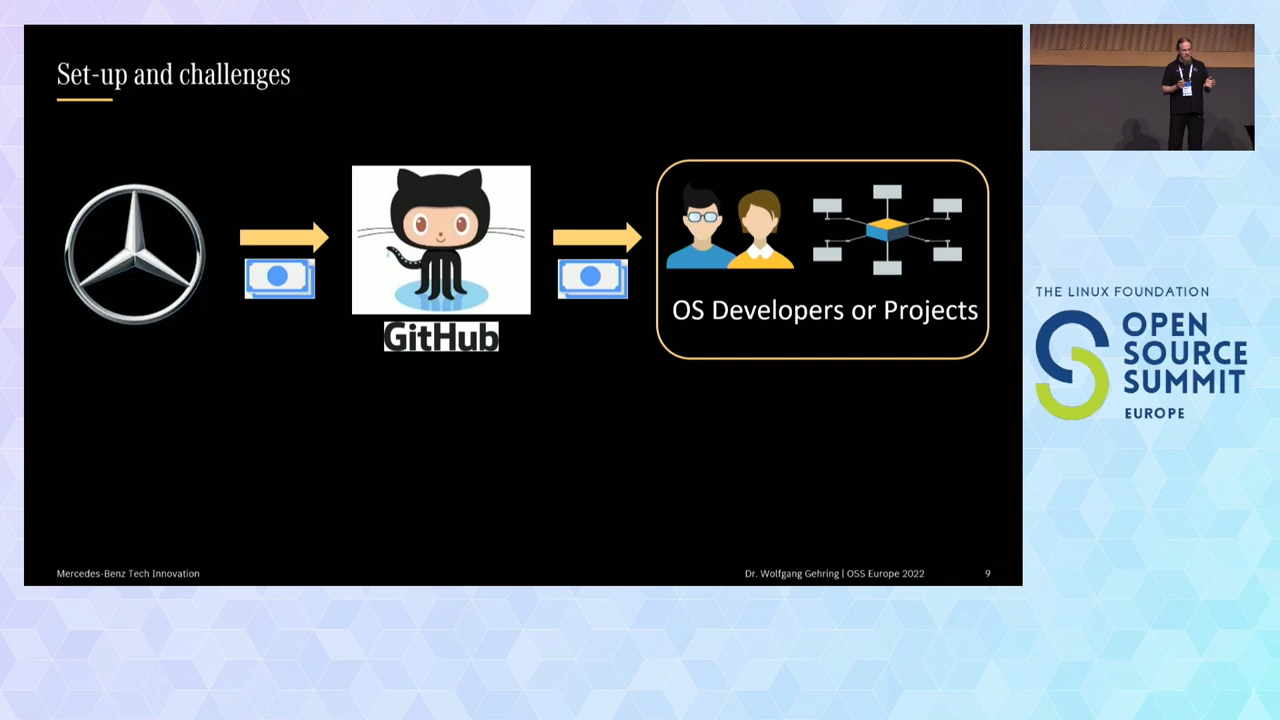 Set-up and challenges
GitHub
OS Developers or Projects
Mercedes-Benz Tech Innovation
Dr. Wolfgang Gehring | OSS Europe 2022
9
THE LINUX FOUNDATION
OPEN
SOURCE
SUMMIT
EUROPE